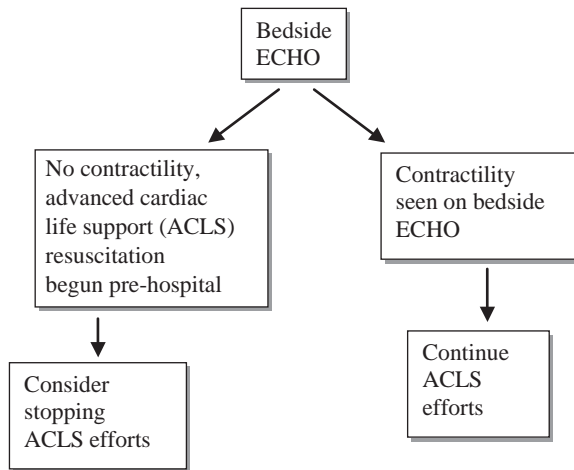 Bedside
ECHO
No contractility,
advanced cardiac
life support (ACLS)
resuscitation
begun pre-hospital
Contractility
seen on bedside
ECHO
Consider
stopping
ACLS efforts
Continue
ACLS
efforts